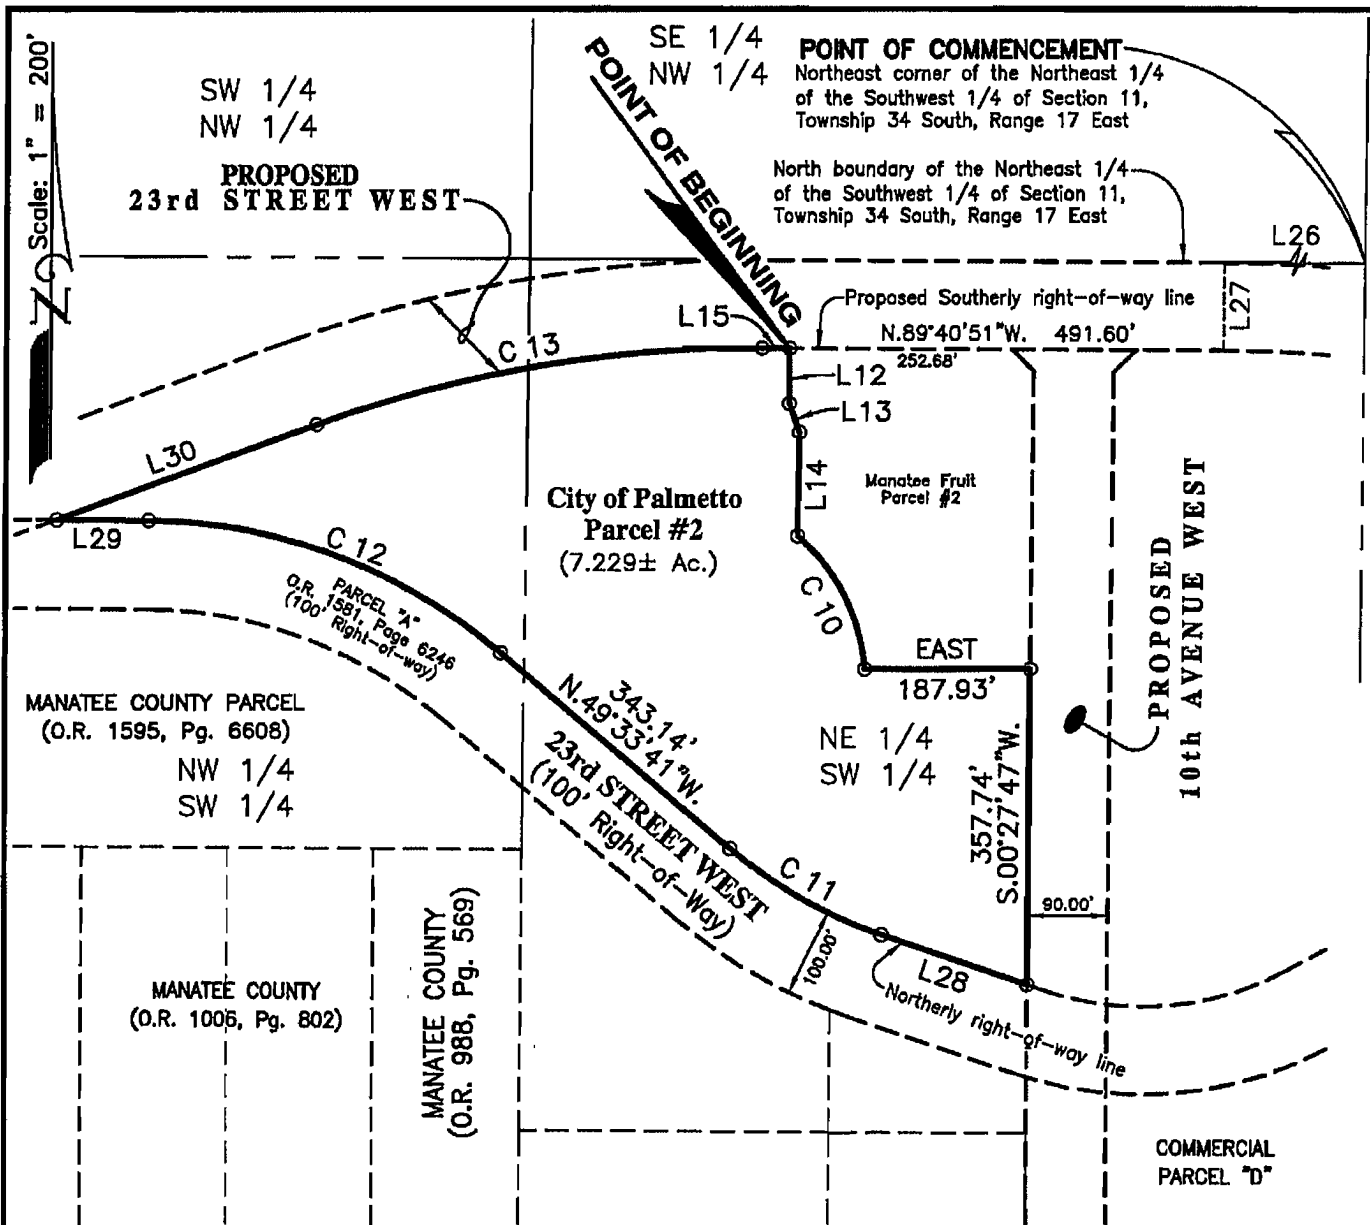 Scale: 1" = 200'
SW 1/4
NW 1/4
SE 1/4
NW 1/4
POINT OF COMMENCEMENT
Northeast corner of the Northeast 1/4
of the Southwest 1/4 of Section 11,
Township 34 South, Range 17 East
North boundary of the Northeast 1/4
of the Southwest 1/4 of Section 11,
Township 34 South, Range 17 East
PROPOSED
23rd STREET WEST
POINT OF BEGINNING
L26
L27
Proposed Southerly right-of-way line
N.89°40'51"W. 491.60'
252.68'
L15
C 13
L12
L13
L14
L30
L29
C 12
City of Palmetto
Parcel #2
(7.229± Ac.)
Manatee Fruit
Parcel #2
C 10
EAST
187.93'
PROPOSED
10th AVENUE WEST
PARCEL "A"
O.R. 1581, Page 6246
(100' Right-of-way)
MANATEE COUNTY PARCEL
(O.R. 1595, Pg. 6608)
NW 1/4
SW 1/4
343.14'
N.49°33'41"W.
23rd STREET WEST
(100' Right-of-Way)
NE 1/4
SW 1/4
357.74'
S.00°27'47"W.
90.00'
C 11
100.00'
L28
Northerly right-of-way line
MANATEE COUNTY
(O.R. 1006, Pg. 802)
MANATEE COUNTY
(O.R. 988, Pg. 569)
COMMERCIAL
PARCEL "D"